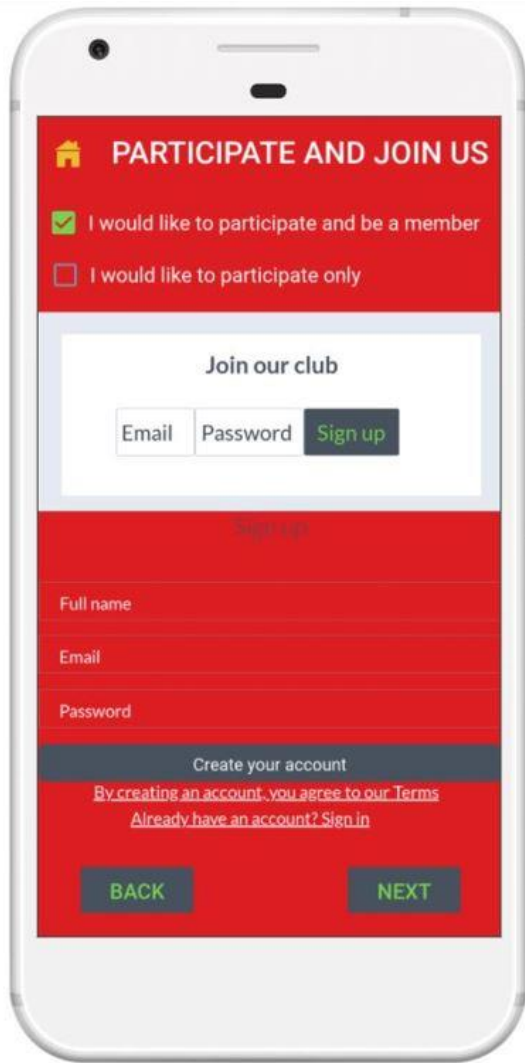 PARTICIPATE AND JOIN US
I would like to participate and be a member
I would like to participate only
Join our club
Email Password Sign up
Sign up
Full name
Email
Password
Create your account
By creating an account, you agree to our Terms
Already have an account? Sign in
BACK NEXT